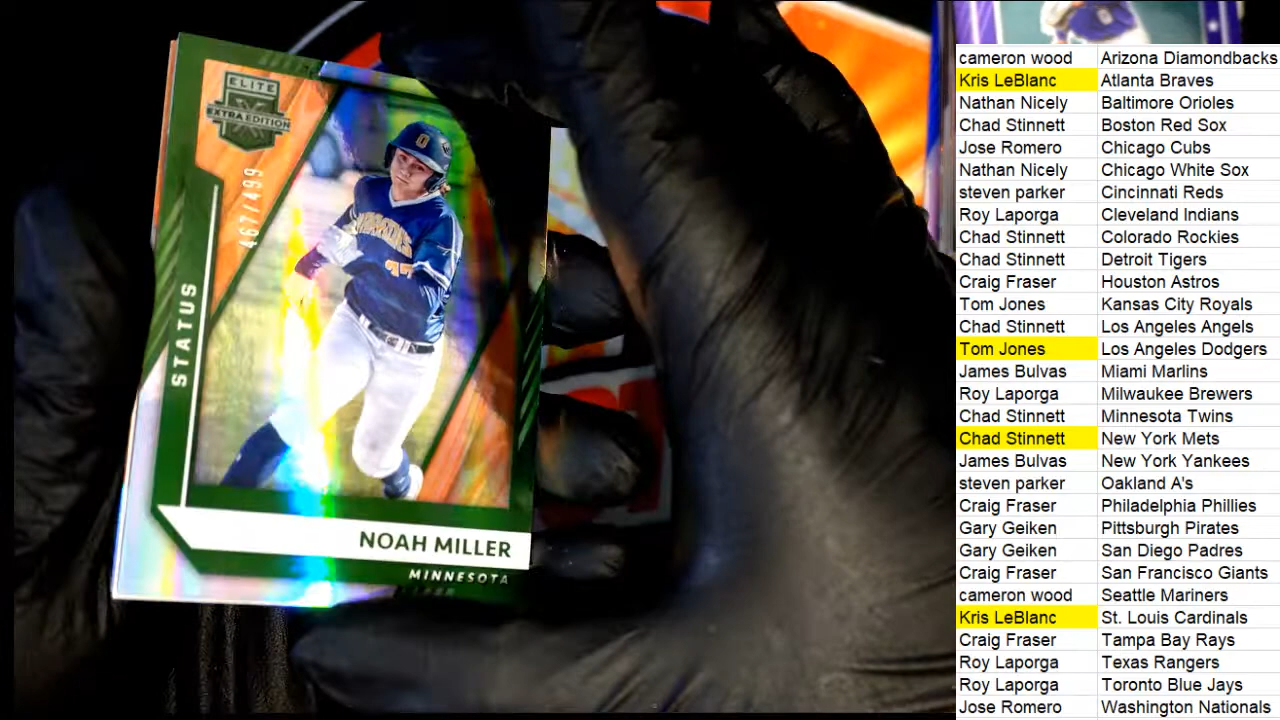 ELITE
EXTRA EDITION
467/499
STATUS
37
NOAH MILLER
MINNESOTA
cameron wood Arizona Diamondbacks
Kris LeBlanc Atlanta Braves
Nathan Nicely Baltimore Orioles
Chad Stinnett Boston Red Sox
Jose Romero Chicago Cubs
Nathan Nicely Chicago White Sox
steven parker Cincinnati Reds
Roy Laporga Cleveland Indians
Chad Stinnett Colorado Rockies
Chad Stinnett Detroit Tigers
Craig Fraser Houston Astros
Tom Jones Kansas City Royals
Chad Stinnett Los Angeles Angels
Tom Jones Los Angeles Dodgers
James Bulvas Miami Marlins
Roy Laporga Milwaukee Brewers
Chad Stinnett Minnesota Twins
Chad Stinnett New York Mets
James Bulvas New York Yankees
steven parker Oakland A's
Craig Fraser Philadelphia Phillies
Gary Geiken Pittsburgh Pirates
Gary Geiken San Diego Padres
Craig Fraser San Francisco Giants
cameron wood Seattle Mariners
Kris LeBlanc St. Louis Cardinals
Craig Fraser Tampa Bay Rays
Roy Laporga Texas Rangers
Roy Laporga Toronto Blue Jays
Jose Romero Washington Nationals